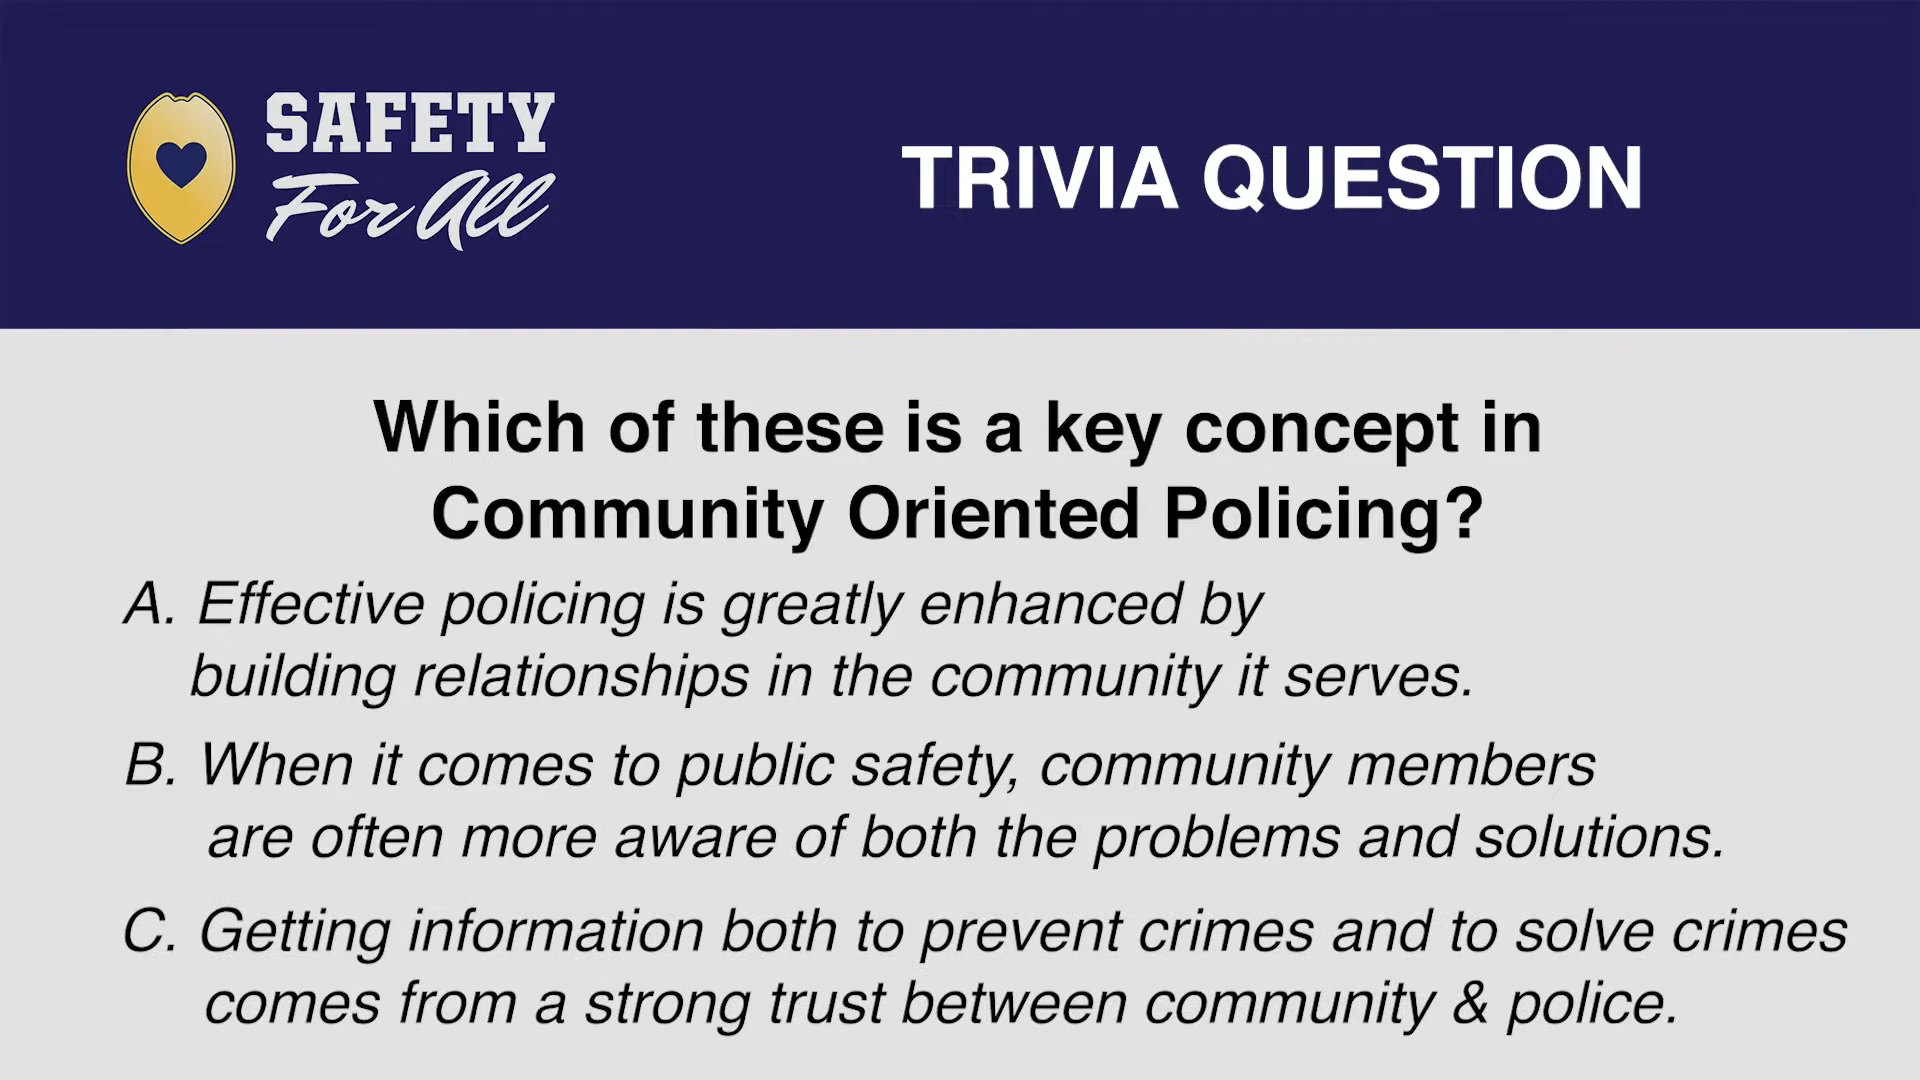 SAFETY
For All
TRIVIA QUESTION
Which of these is a key concept in
Community Oriented Policing?
A. Effective policing is greatly enhanced by
building relationships in the community it serves.
B. When it comes to public safety, community members
are often more aware of both the problems and solutions.
C. Getting information both to prevent crimes and to solve crimes
comes from a strong trust between community & police.